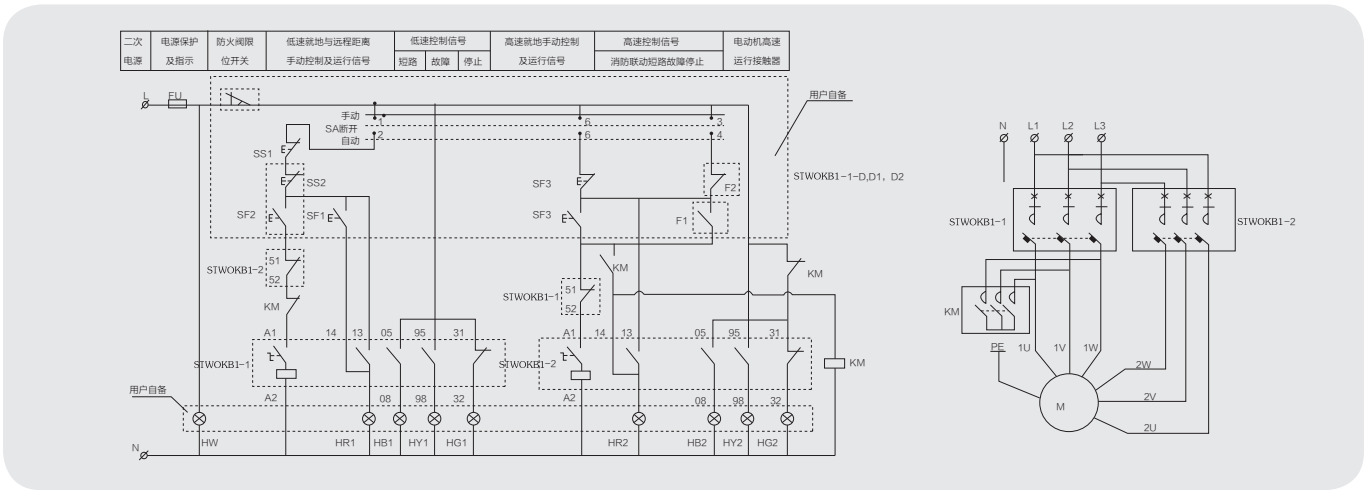 二次 电源保护 防火阀限 低速就地与远程距离 低速控制信号 高速就地手动控制 高速控制信号 电动机高速
电源 及指示 位开关 手动控制及运行信号 短路 故障 停止 及运行信号 消防联动短路故障停止 运行接触器
L FU
用户自备
手动 1 6 3
SA断开
自动 2 6 4
SS1
SS2
SF3 F2 STWOKB1-1-D,D1，D2
SF2 SF1 SF3 F1
STWOKB1-2 51
52
KM
KM KM
STWOKB1-1 51
52
A1 14 13 05 95 31 A1 14 13 05 95 31
STWOKB1-1 STWOKB1-2 KM
用户自备
A2 08 98 32 A2 08 98 32
HW HR1 HB1 HY1 HG1 HR2 HB2 HY2 HG2
N
N L1 L2 L3
STWOKB1-1 STWOKB1-2
KM
PE 1U 1V 1W
2W
M 2V
2U